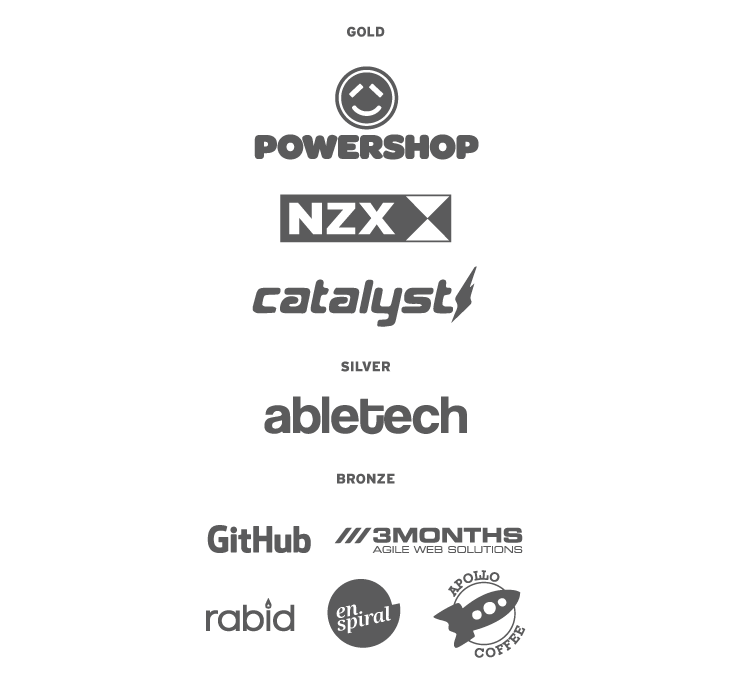 GOLD
POWERSHOP
NZX
catalyst
SILVER
abletech
BRONZE
GitHub
///3MONTHS
AGILE WEB SOLUTIONS
rabid
en
spiral
APOLLO
COFFEE